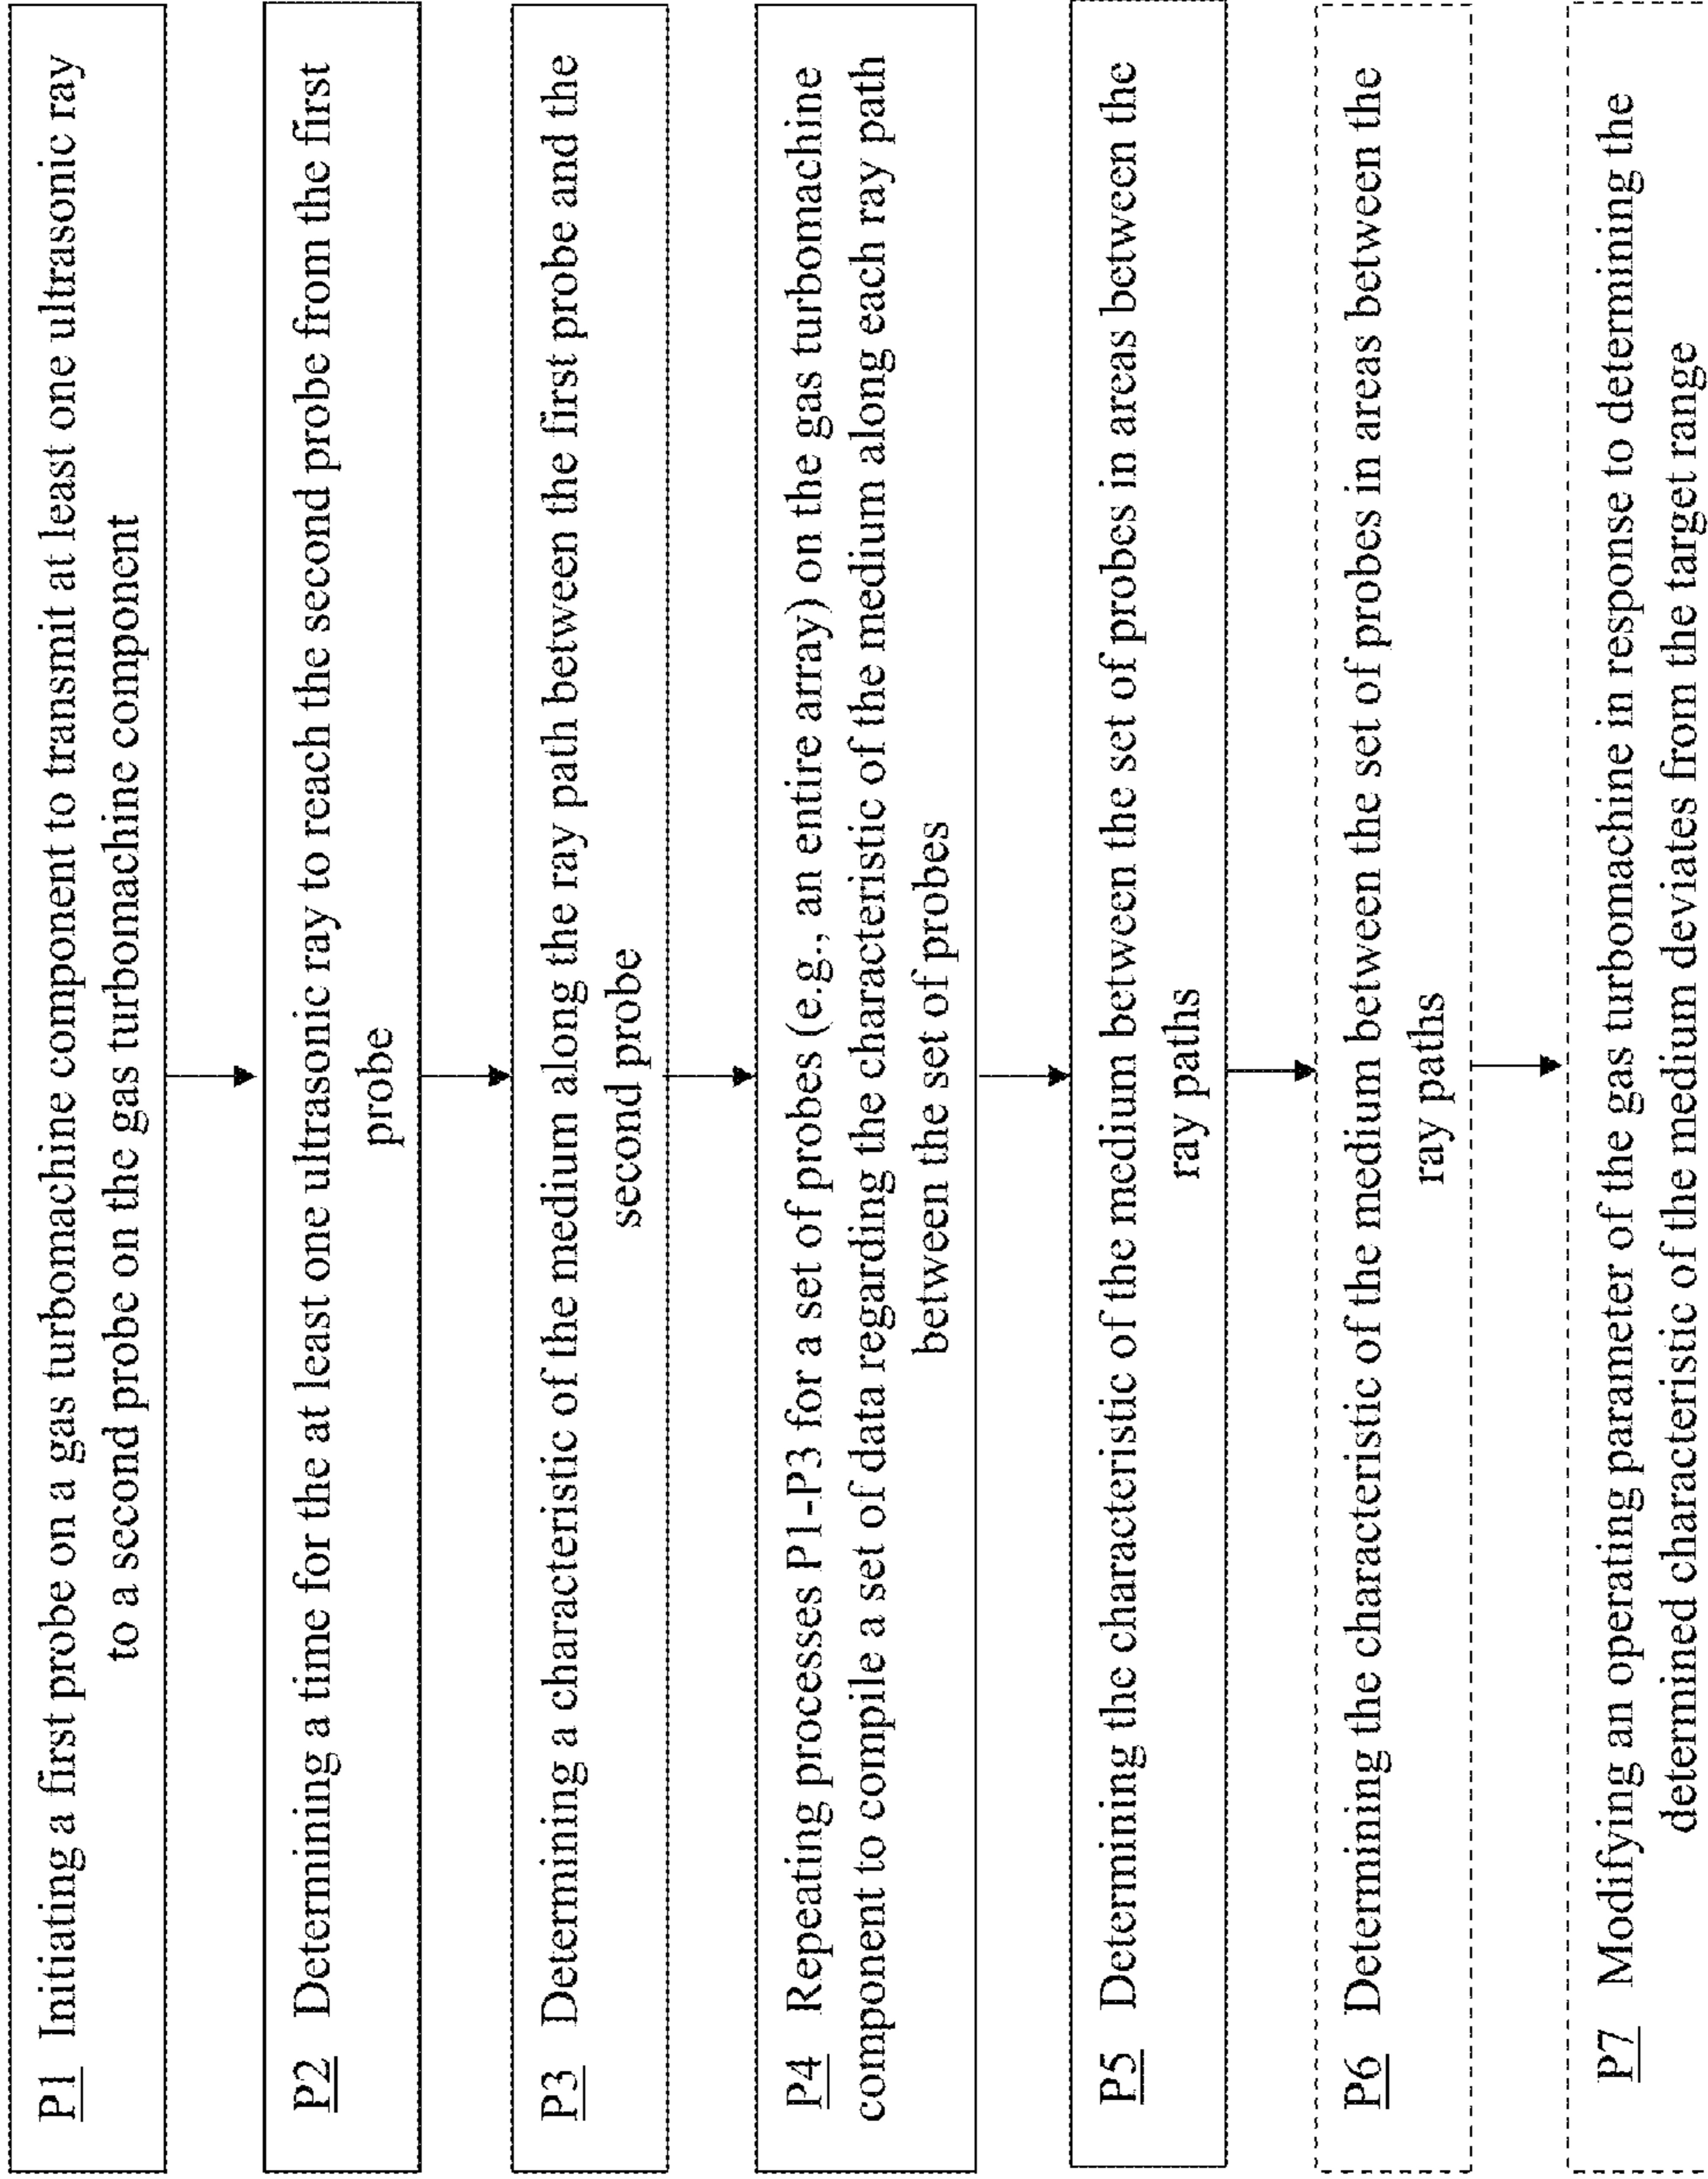 P1 Initiating a first probe on a gas turbomachine component to transmit at least one ultrasonic ray
to a second probe on the gas turbomachine component
P2 Determining a time for the at least one ultrasonic ray to reach the second probe from the first
probe
P3 Determining a characteristic of the medium along the ray path between the first probe and the
second probe
P4 Repeating processes P1-P3 for a set of probes (e.g., an entire array) on the gas turbomachine
component to compile a set of data regarding the characteristic of the medium along each ray path
between the set of probes
P5 Determining the characteristic of the medium between the set of probes in areas between the
ray paths
P6 Determining the characteristic of the medium between the set of probes in areas between the
ray paths
P7 Modifying an operating parameter of the gas turbomachine in response to determining the
determined characteristic of the medium deviates from the target range